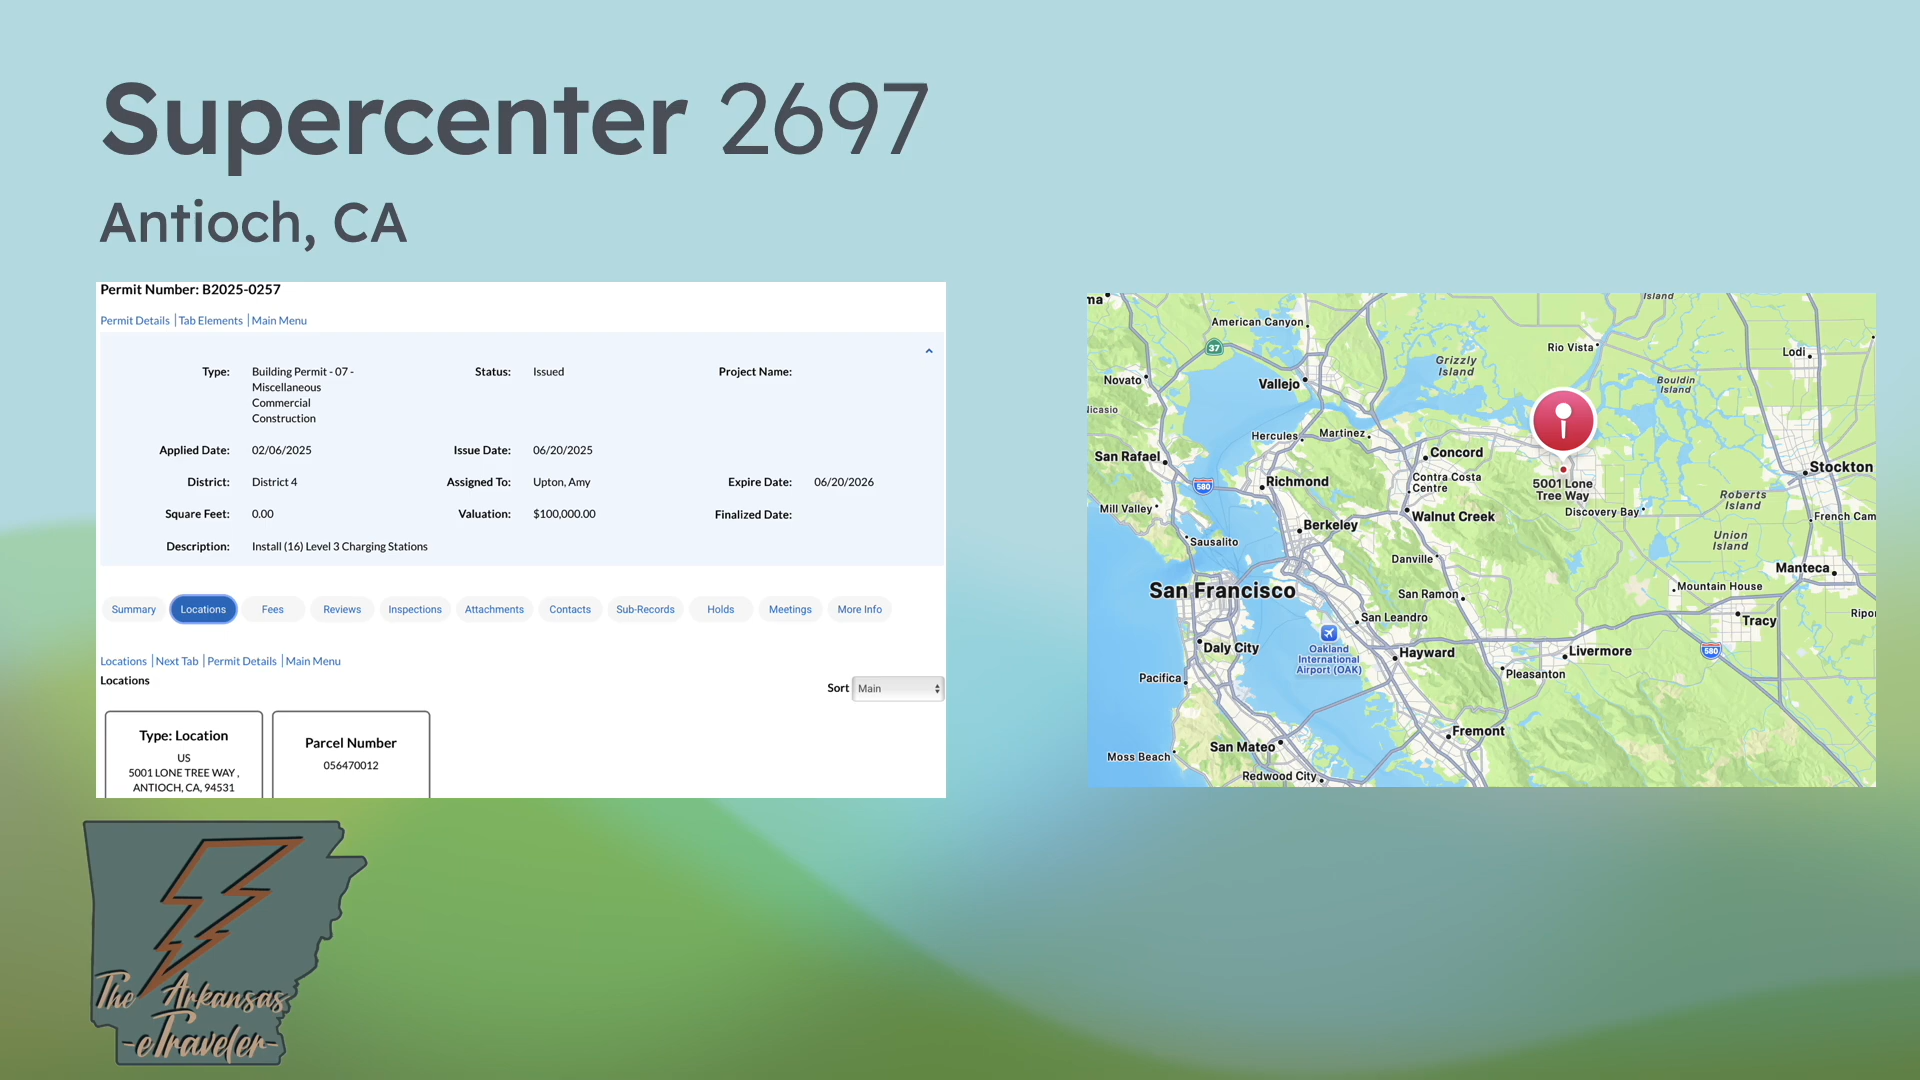 Supercenter 2697
Antioch, CA
Permit Number: B2025-0257
Permit Details | Tab Elements | Main Menu
Type: Building Permit - 07 - Miscellaneous Commercial Construction
Status: Issued
Project Name:
Applied Date: 02/06/2025
Issue Date: 06/20/2025
District: District 4
Assigned To: Upton, Amy
Expire Date: 06/20/2026
Square Feet: 0.00
Valuation: $100,000.00
Finalized Date:
Description: Install (16) Level 3 Charging Stations
Summary
Locations
Fees
Reviews
Inspections
Attachments
Contacts
Sub-Records
Holds
Meetings
More Info
Locations | Next Tab | Permit Details | Main Menu
Locations
Sort Main
Type: Location
US
5001 LONE TREE WAY ,
ANTIOCH, CA, 94531
Parcel Number
056470012
ma
Island
American Canyon
37
Rio Vista
Lodi
Grzzly
Island
Novato
Vallejo
Bouldin
Island
Nicasio
Hercules
Martinez
San Rafael
Concord
Stockton
580
Richmond
Contra Costa
Centre
5001 Lone
Tree Way
Roberts
Island
Mill Valley
Discovery Bay
Walnut Creek
French Cam
Berkeley
Sausalito
Union
Island
Danville
Manteca
San Francisco
Mountain House
San Ramon
San Leandro
Ripo
Tracy
Daly City
Oakland
International
Airport (OAK)
Hayward
Livermore
580
Pacifica
Pleasanton
Fremont
San Mateo
Moss Beach
Redwood City
The Arkansas
-eTraveler-